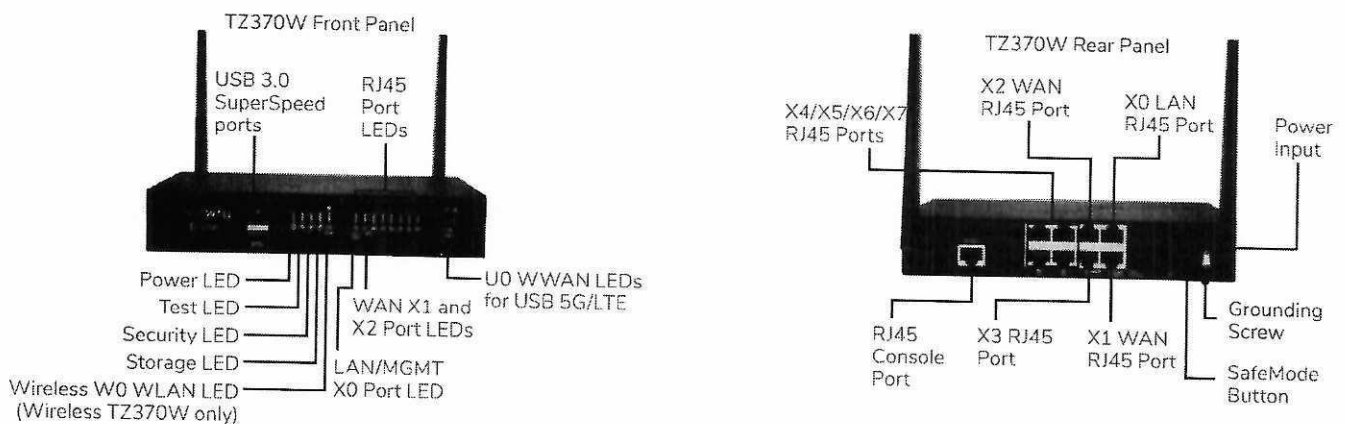 TZ370W Front Panel
USB 3.0
SuperSpeed
ports
RJ45
Port
LEDs
Power LED
Test LED
Security LED
Storage LED
Wireless W0 WLAN LED
(Wireless TZ370W only)
LAN/MGMT
X0 Port LED
WAN X1 and
X2 Port LEDs
U0 WWAN LEDs
for USB 5G/LTE
TZ370W Rear Panel
X4/X5/X6/X7
RJ45 Ports
X2 WAN
RJ45 Port
X0 LAN
RJ45 Port
Power
Input
RJ45
Console
Port
X3 RJ45
Port
X1 WAN
RJ45 Port
Grounding
Screw
SafeMode
Button